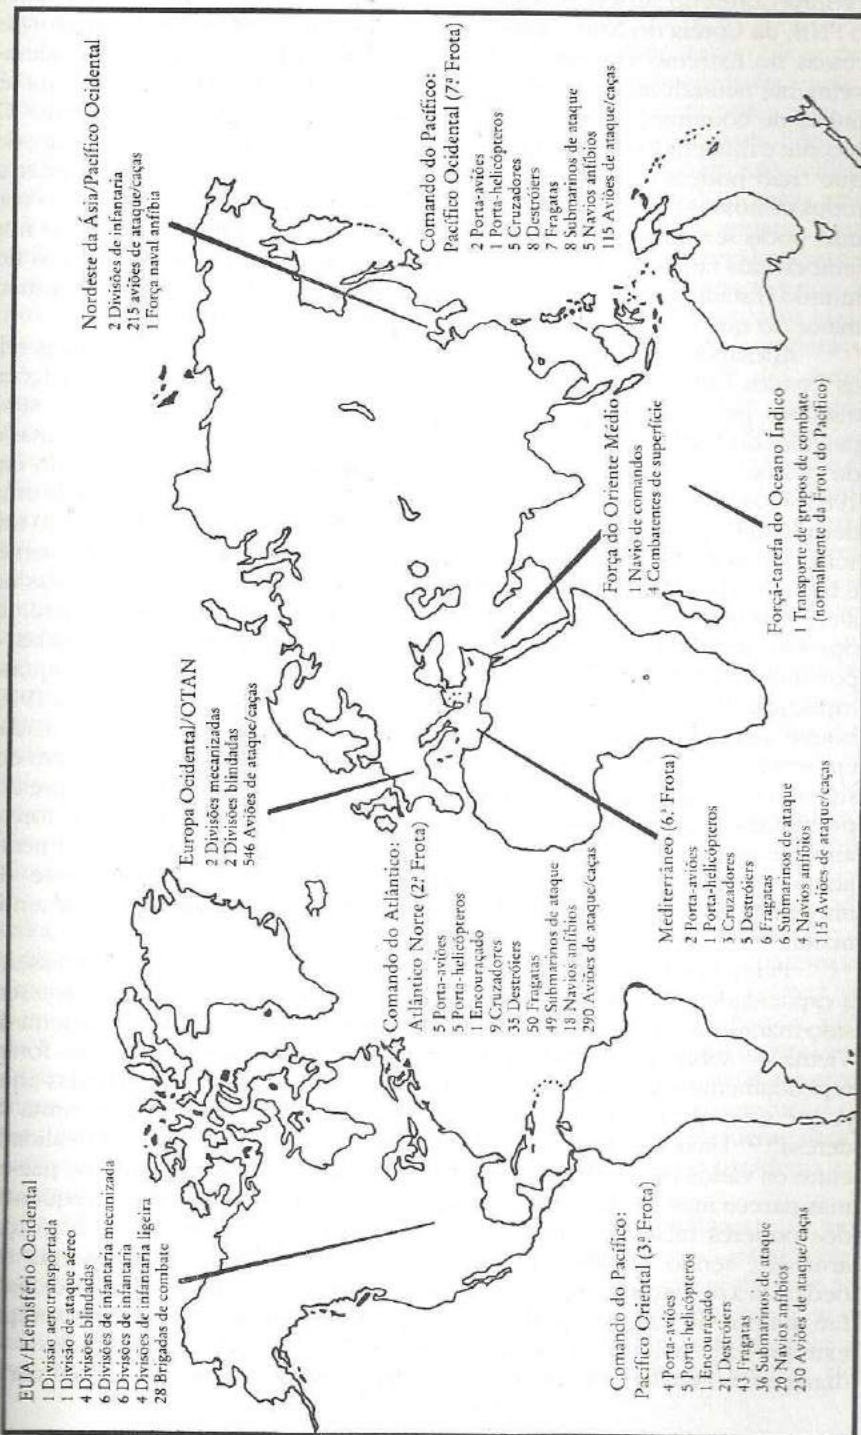 EUA/Hemisfério Ocidental
1 Divisão aerotransportada
1 Divisão de ataque aéreo
4 Divisões blindadas
6 Divisões de infantaria mecanizada
6 Divisões de infantaria
4 Divisões de infantaria ligeira
28 Brigadas de combate
Comando do Pacífico:
Pacífico Oriental (3ª Frota)
4 Porta-aviões
5 Porta-helicópteros
1 Encouraçado
21 Destróiers
43 Fragatas
36 Submarinos de ataque
20 Navios anfíbios
230 Aviões de ataque/caças
Comando do Atlântico:
Atlântico Norte (2ª Frota)
5 Porta-aviões
5 Porta-helicópteros
1 Encouraçado
9 Cruzadores
35 Destróiers
50 Fragatas
49 Submarinos de ataque
18 Navios anfíbios
290 Aviões de ataque/caças
Europa Ocidental/OTAN
2 Divisões mecanizadas
2 Divisões blindadas
546 Aviões de ataque/caças
Mediterrâneo (6ª Frota)
2 Porta-aviões
1 Porta-helicópteros
3 Cruzadores
5 Destróiers
6 Fragatas
6 Submarinos de ataque
4 Navios anfíbios
115 Aviões de ataque/caças
Força do Oriente Médio
1 Navio de comandos
4 Combatentes de superfície
Forçã-tarefa do Oceano Índico
1 Transporte de grupos de combate
(normalmente da Frota do Pacífico)
Nordeste da Ásia/Pacífico Ocidental
2 Divisões de infantaria
215 aviões de ataque/caças
1 Força naval anfíbia
Comando do Pacífico:
Pacífico Ocidental (7ª Frota)
2 Porta-aviões
1 Porta-helicópteros
5 Cruzadores
8 Destróiers
7 Fragatas
8 Submarinos de ataque
5 Navios anfíbios
115 Aviões de ataque/caças